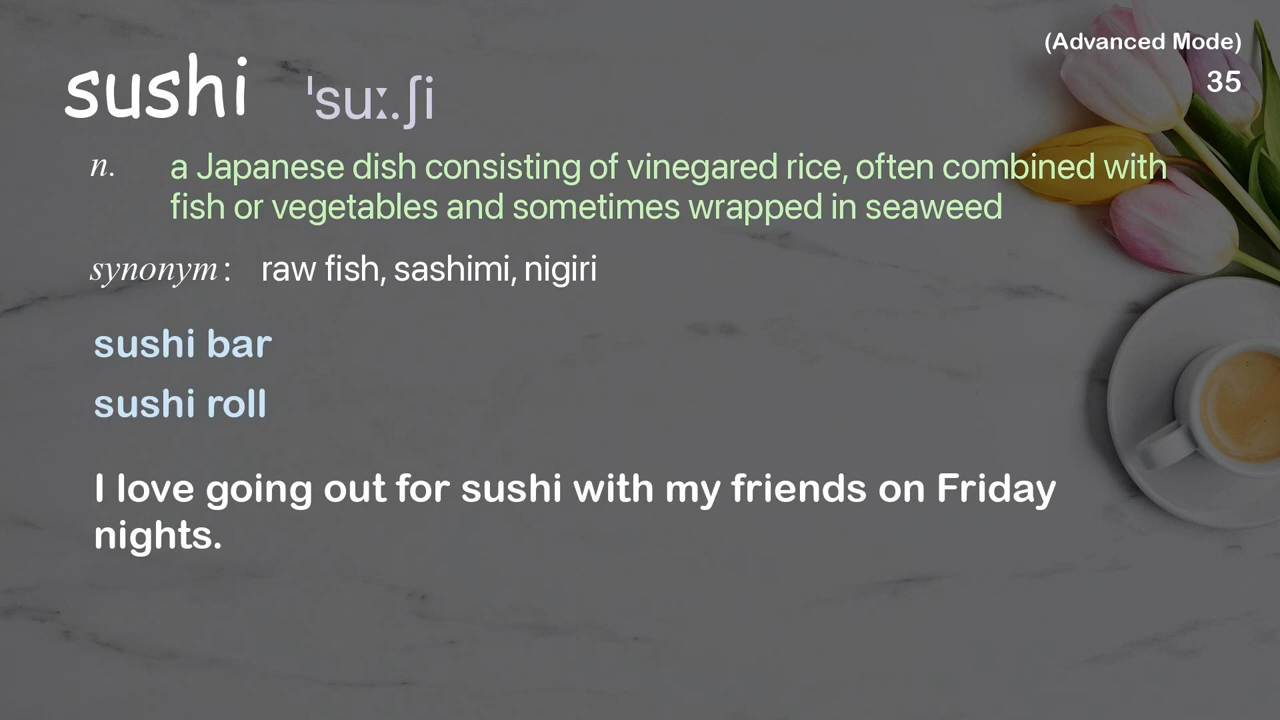 (Advanced Mode)
35
sushi ˈsuː.ʃi
n. a Japanese dish consisting of vinegared rice, often combined with
fish or vegetables and sometimes wrapped in seaweed
synonym: raw fish, sashimi, nigiri
sushi bar
sushi roll
I love going out for sushi with my friends on Friday
nights.